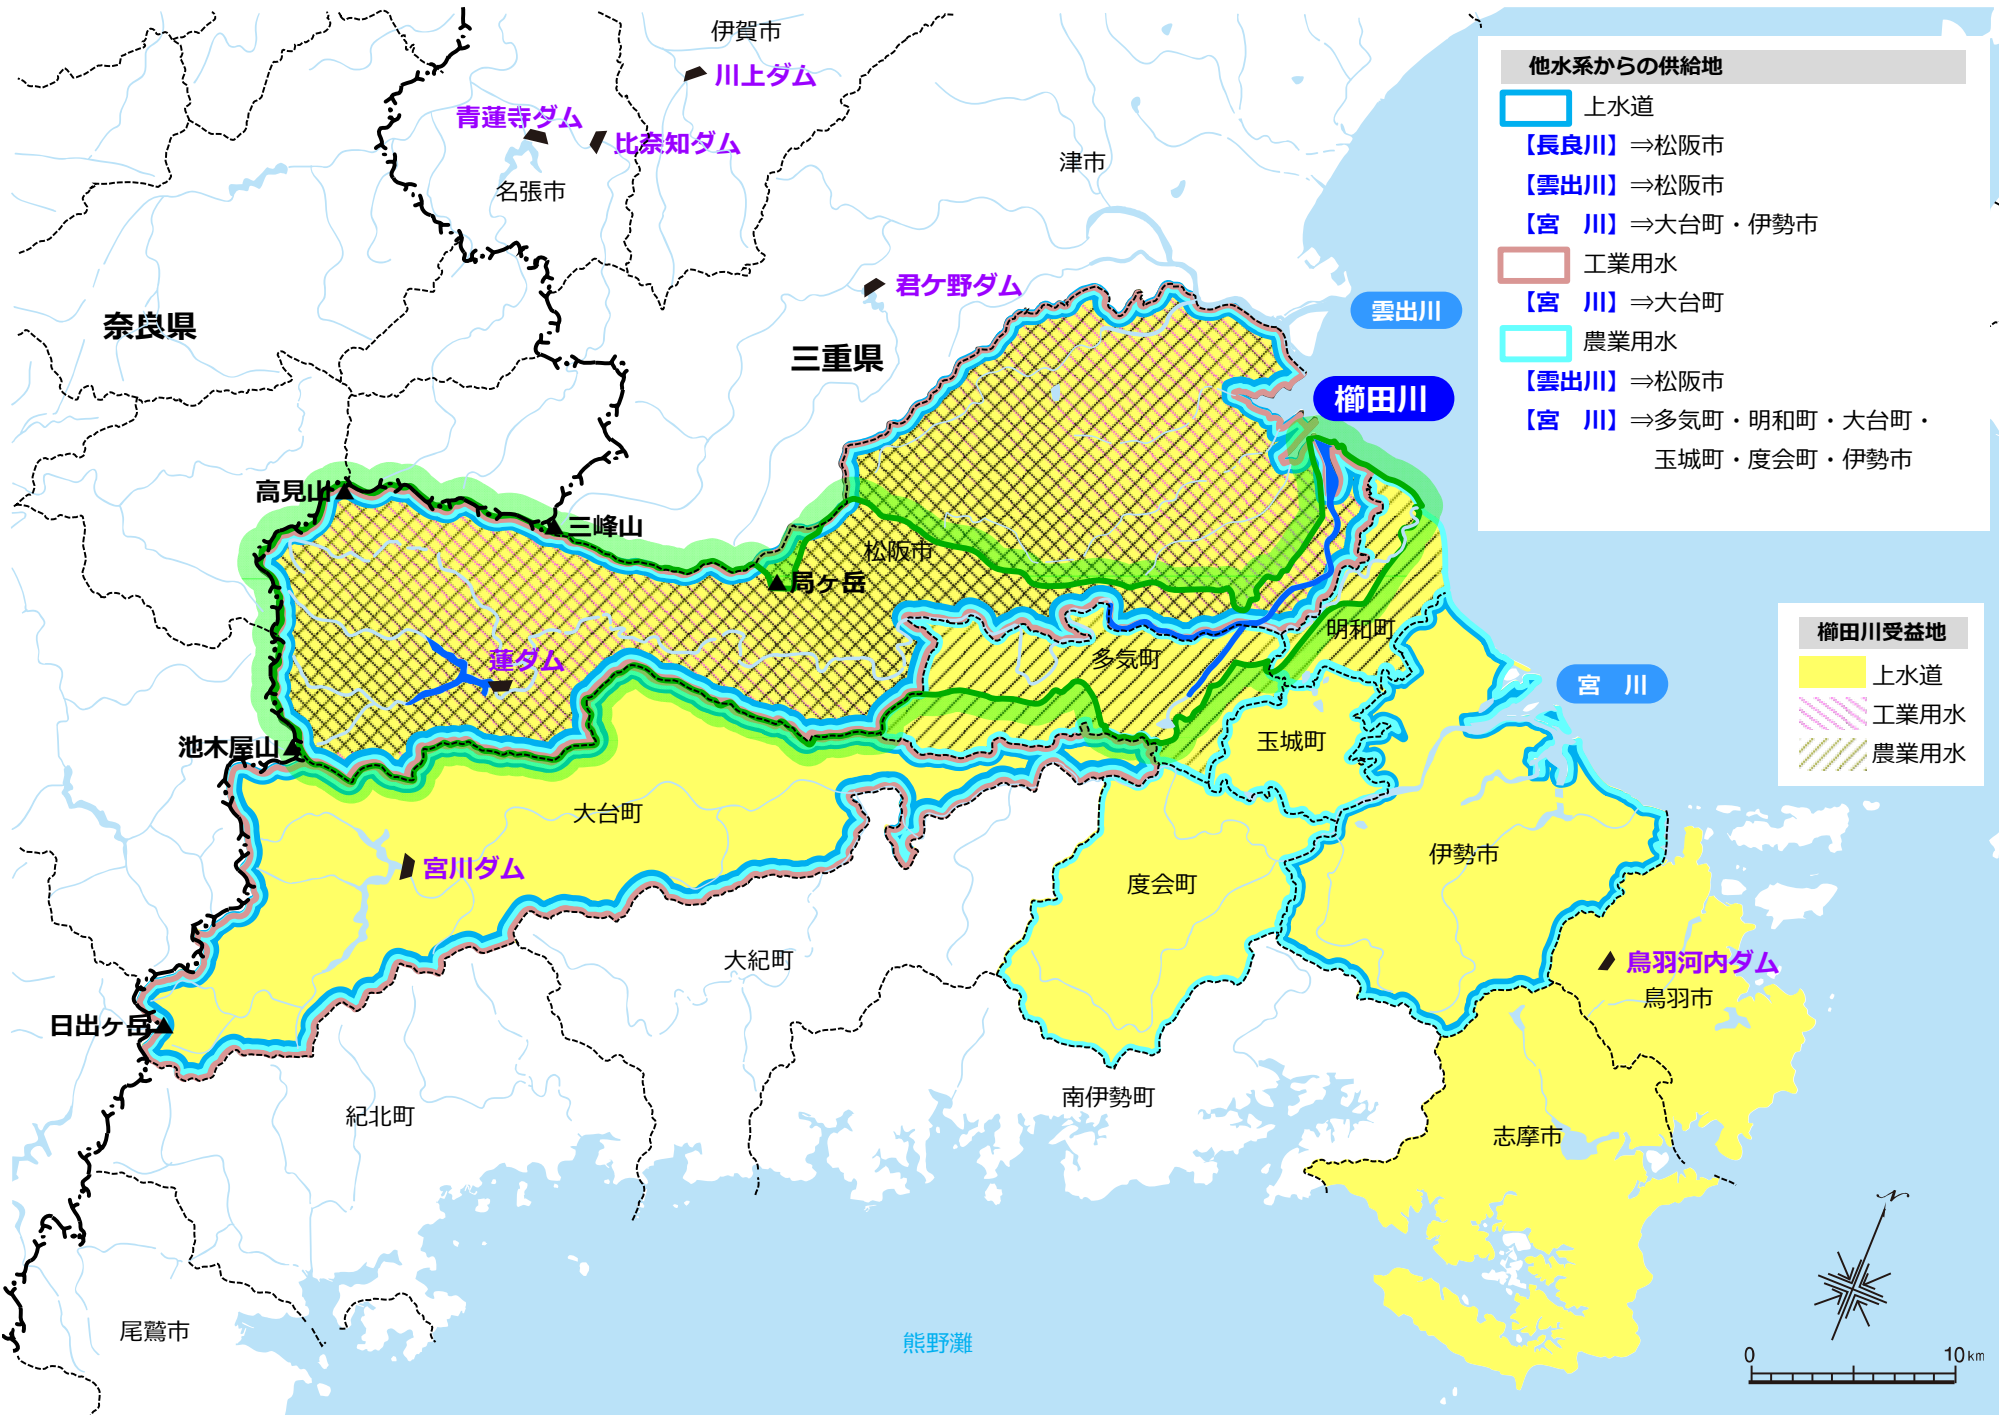 伊賀市
川上ダム
青蓮寺ダム
比奈知ダム
名張市
津市
君ケ野ダム
奈良県
三重県
雲出川
櫛田川
高見山
三峰山
松阪市
局ヶ岳
蓮ダム
多気町
明和町
宮　川
池木屋山
玉城町
大台町
宮川ダム
伊勢市
度会町
大紀町
鳥羽河内ダム
鳥羽市
日出ヶ岳
紀北町
南伊勢町
志摩市
尾鷲市
熊野灘
他水系からの供給地
上水道
【長良川】⇒松阪市
【雲出川】⇒松阪市
【宮　川】⇒大台町・伊勢市
工業用水
【宮　川】⇒大台町
農業用水
【雲出川】⇒松阪市
【宮　川】⇒多気町・明和町・大台町・
玉城町・度会町・伊勢市
櫛田川受益地
上水道
工業用水
農業用水
N
0 10km